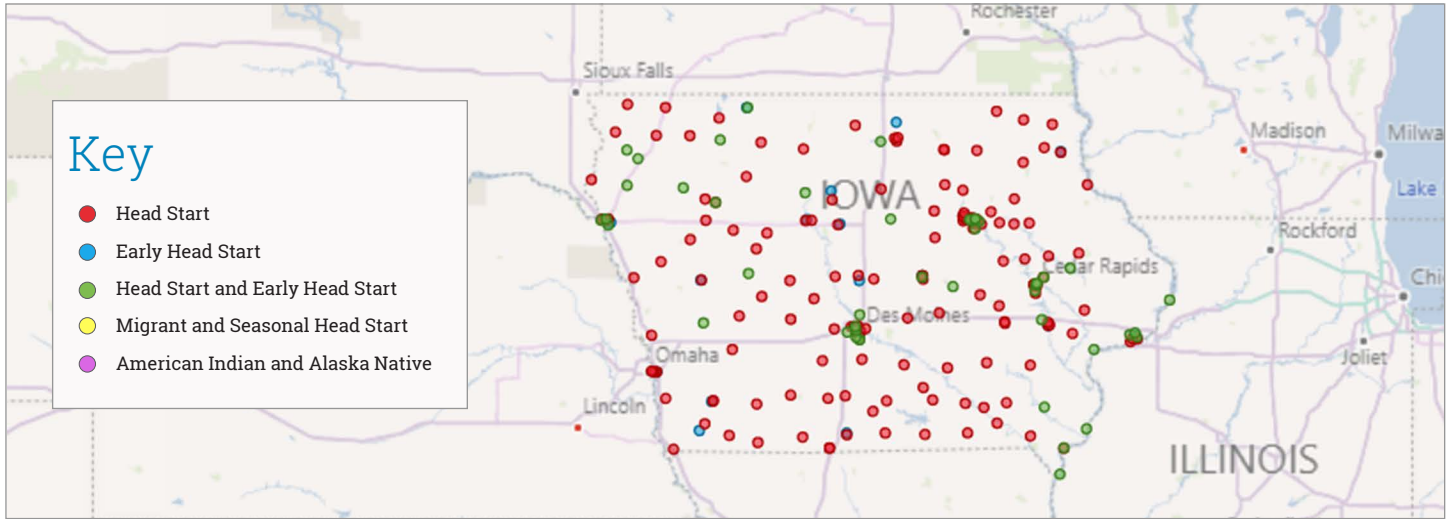 Rochester
Sioux Falls
Key
Madison
Milwa
Head Start
IOWA
Lake
Early Head Start
Rockford
Head Start and Early Head Start
Cedar Rapids
Chi
Migrant and Seasonal Head Start
Des Moines
American Indian and Alaska Native
Omaha
Joliet
Lincoln
ILLINOIS